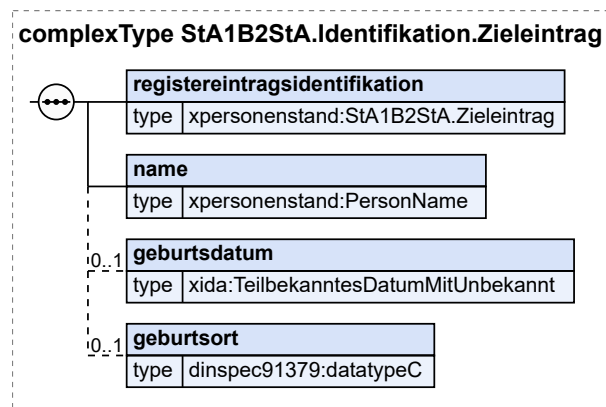 complexType StA1B2StA.Identifikation.Zieleintrag
registereintragsidentifikation
type xpersonenstand:StA1B2StA.Zieleintrag
name
type xpersonenstand:PersonName
0..1 geburtsdatum
type xida:TeilbekanntesDatumMitUnbekannt
0..1 geburtsort
type dinspec91379:datatypeC